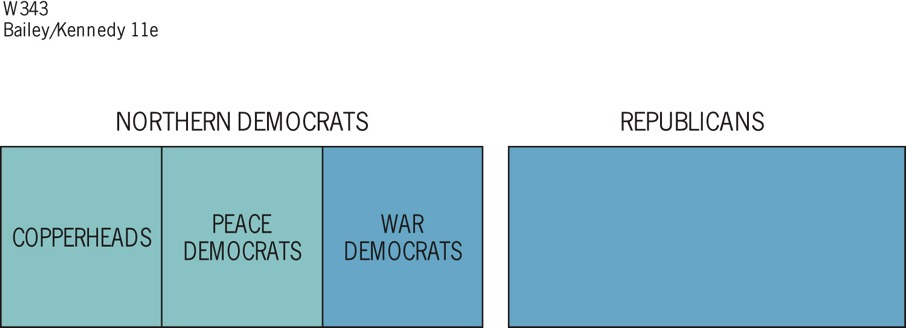 W343
Bailey/Kennedy 11e
NORTHERN DEMOCRATS
REPUBLICANS
COPPERHEADS
PEACE
DEMOCRATS
WAR
DEMOCRATS